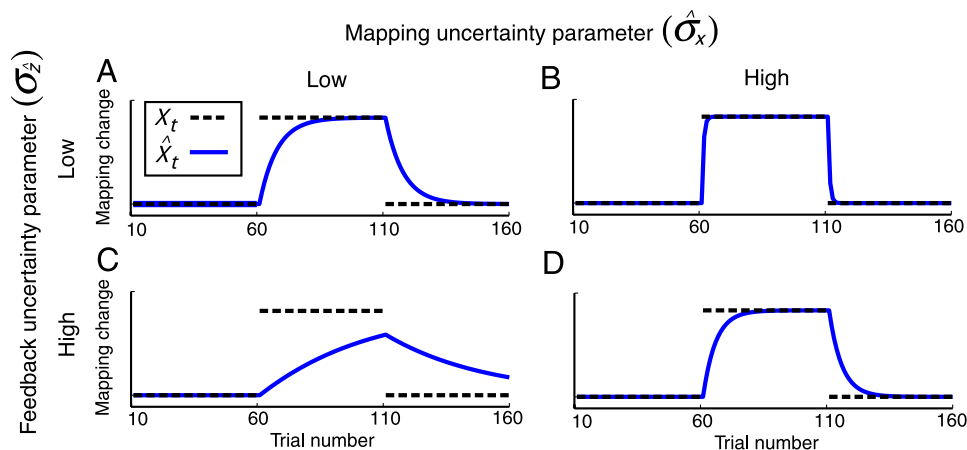 Mapping uncertainty parameter (σ̂ₓ)
Low
High
Feedback uncertainty parameter (σ_ẑ)
Low
High
A
Mapping change
Xₜ
X̂ₜ
10 60 110 160
B
10 60 110 160
C
Mapping change
10 60 110 160
Trial number
D
10 60 110 160
Trial number